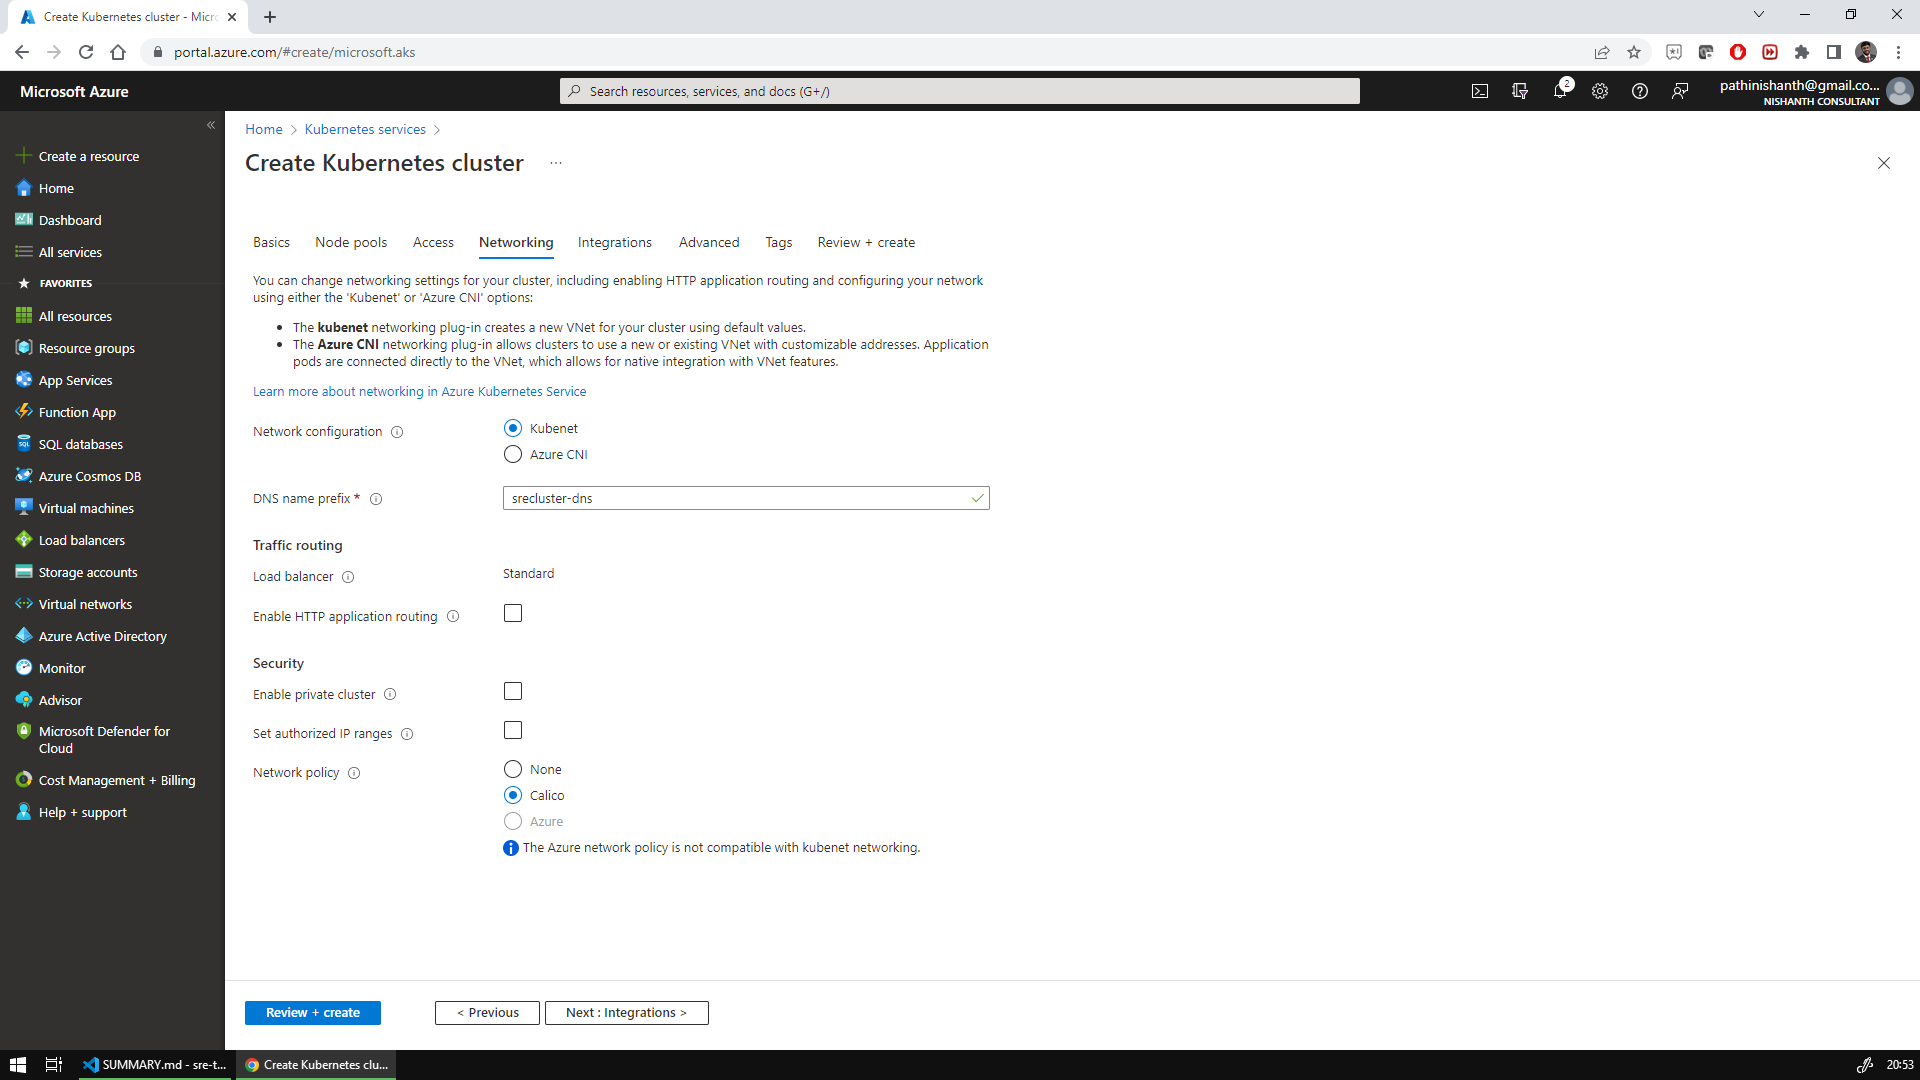 Create Kubernetes cluster - Micr
portal.azure.com/#create/microsoft.aks
Microsoft Azure
Search resources, services, and docs (G+/)
2
pathinishanth@gmail.co...
NISHANTH CONSULTANT
Create a resource
Home
Dashboard
All services
FAVORITES
All resources
Resource groups
App Services
Function App
SQL databases
Azure Cosmos DB
Virtual machines
Load balancers
Storage accounts
Virtual networks
Azure Active Directory
Monitor
Advisor
Microsoft Defender for
Cloud
Cost Management + Billing
Help + support
Home > Kubernetes services >
Create Kubernetes cluster ...
Basics Node pools Access Networking Integrations Advanced Tags Review + create
You can change networking settings for your cluster, including enabling HTTP application routing and configuring your network
using either the 'Kubenet' or 'Azure CNI' options:
• The kubenet networking plug-in creates a new VNet for your cluster using default values.
• The Azure CNI networking plug-in allows clusters to use a new or existing VNet with customizable addresses. Application
pods are connected directly to the VNet, which allows for native integration with VNet features.
Learn more about networking in Azure Kubernetes Service
Network configuration
Kubenet
Azure CNI
DNS name prefix *
srecluster-dns
Traffic routing
Load balancer
Standard
Enable HTTP application routing
Security
Enable private cluster
Set authorized IP ranges
Network policy
None
Calico
Azure
The Azure network policy is not compatible with kubenet networking.
Review + create
< Previous
Next : Integrations >
SUMMARY.md - sre-t...
Create Kubernetes clu...
20:53